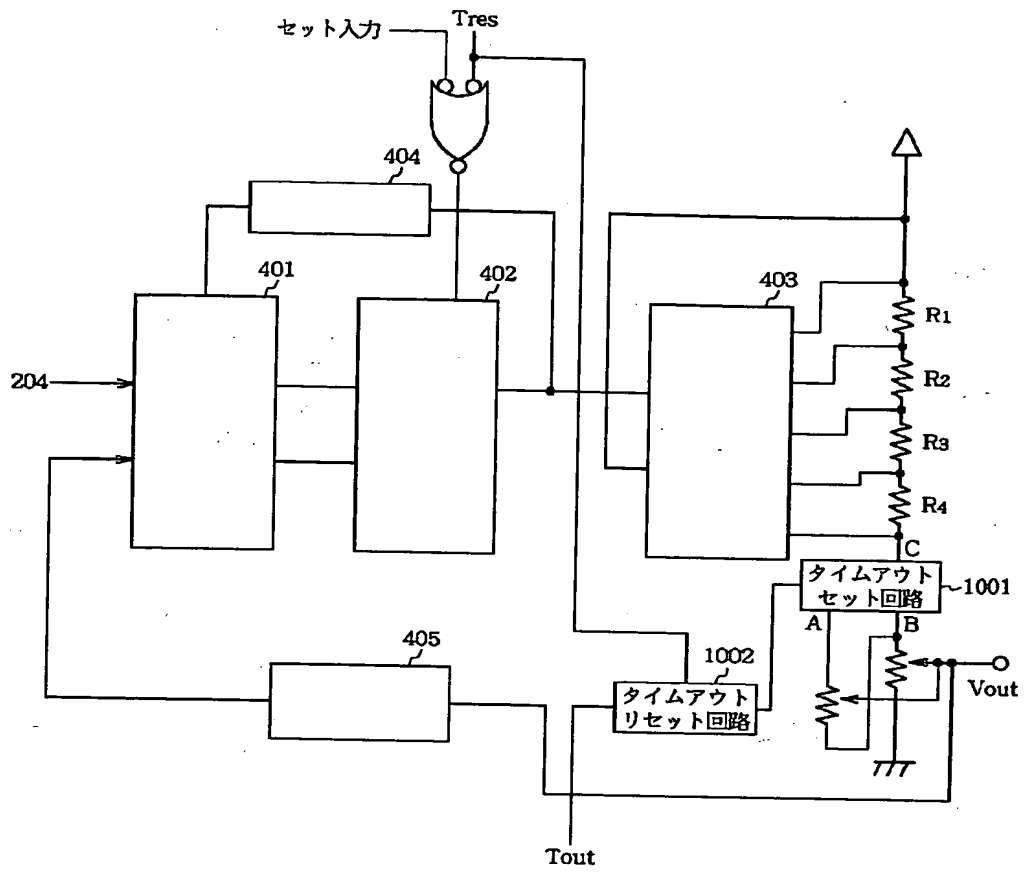 セット入力
Tres
404
401
402
403
R1
204
R2
R3
R4
C
タイムアウト
セット回路
1001
A
B
405
1002
タイムアウト
リセット回路
Vout
Tout